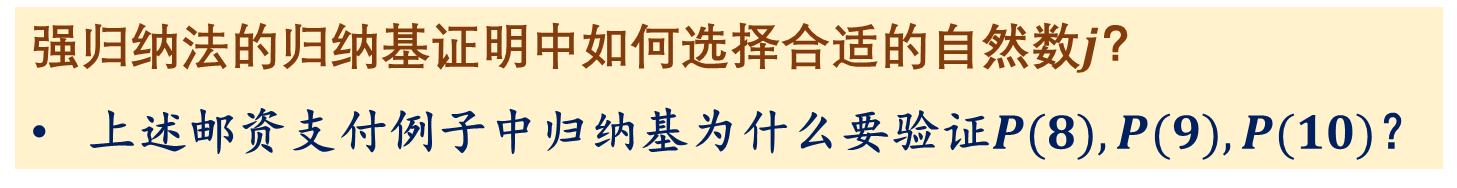 强归纳法的归纳基证明中如何选择合适的自然数j?
• 上述邮资支付例子中归纳基为什么要验证P(8), P(9), P(10)?